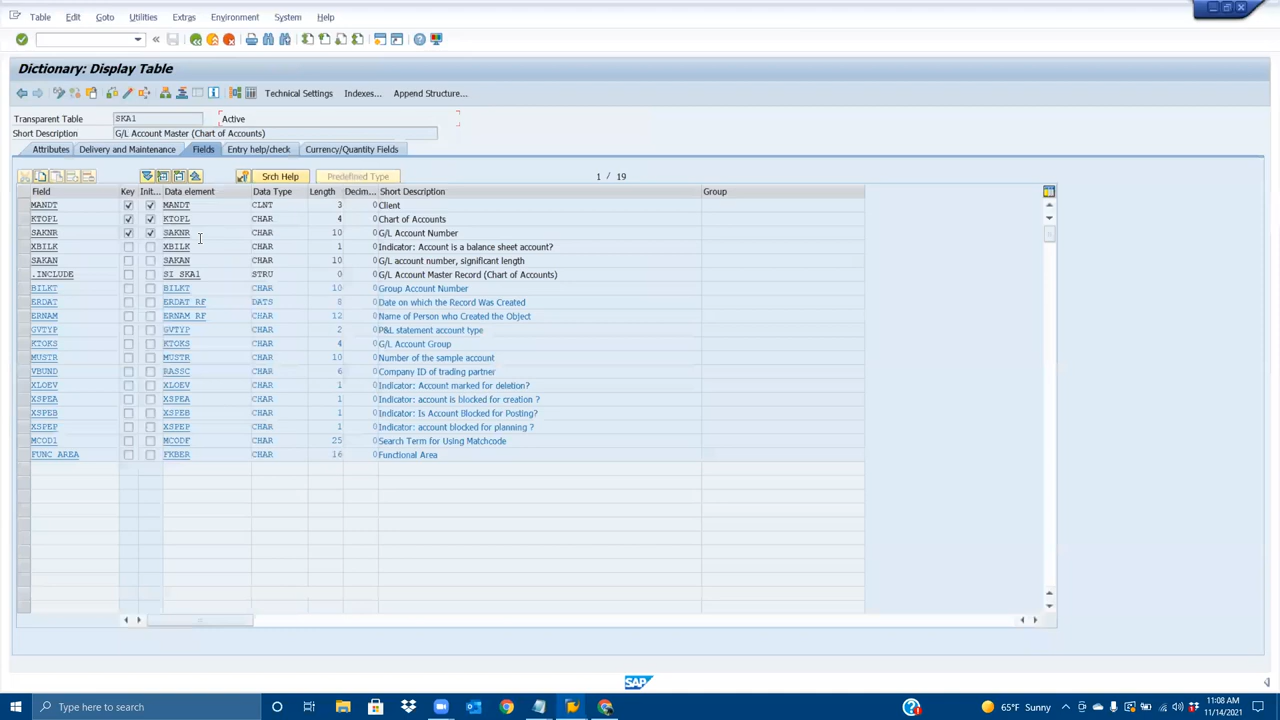 Table Edit Goto Utilities Extras Environment System Help
Dictionary: Display Table
Technical Settings Indexes... Append Structure...
Transparent Table SKA1 Active
Short Description G/L Account Master (Chart of Accounts)
Attributes Delivery and Maintenance Fields Entry help/check Currency/Quantity Fields
Srch Help Predefined Type 1 / 19
Field Key Init... Data element Data Type Length Decim... Short Description Group
MANDT MANDT CLNT 3 0 Client
KTOPL KTOPL CHAR 4 0 Chart of Accounts
SAKNR SAKNR CHAR 10 0 G/L Account Number
XBILK XBILK CHAR 1 0 Indicator: Account is a balance sheet account?
SAKAN SAKAN CHAR 10 0 G/L account number, significant length
.INCLUDE SI_SKA1 STRU 0 0 G/L Account Master Record (Chart of Accounts)
BILKT BILKT CHAR 10 0 Group Account Number
ERDAT ERDAT_RF DATS 8 0 Date on which the Record Was Created
ERNAM ERNAM_RF CHAR 12 0 Name of Person who Created the Object
GVTYP GVTYP CHAR 2 0 P&L statement account type
KTOKS KTOKS CHAR 4 0 G/L Account Group
MUSTR MUSTR CHAR 10 0 Number of the sample account
VBUND RASSC CHAR 6 0 Company ID of trading partner
XLOEV XLOEV CHAR 1 0 Indicator: Account marked for deletion?
XSPEA XSPEA CHAR 1 0 Indicator: account is blocked for creation ?
XSPEB XSPEB CHAR 1 0 Indicator: Is Account Blocked for Posting?
XSPEP XSPEP CHAR 1 0 Indicator: account blocked for planning ?
MCOD1 MCODF CHAR 25 0 Search Term for Using Matchcode
FUNC_AREA FKBER CHAR 16 0 Functional Area
SAP
Type here to search
65°F Sunny
11:08 AM
11/14/2021